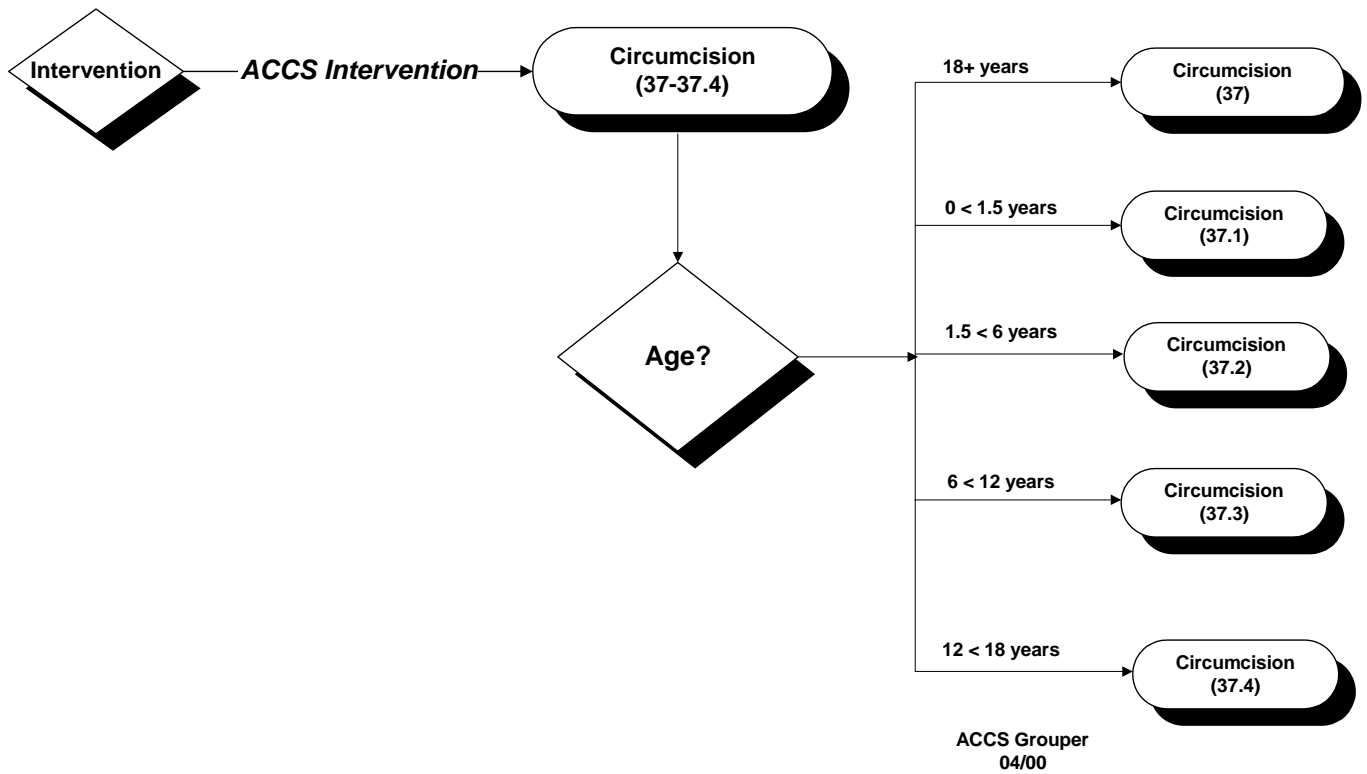 Intervention
ACCS Intervention
Circumcision
(37-37.4)
Age?
18+ years
Circumcision
(37)
0 < 1.5 years
Circumcision
(37.1)
1.5 < 6 years
Circumcision
(37.2)
6 < 12 years
Circumcision
(37.3)
12 < 18 years
Circumcision
(37.4)
ACCS Grouper
04/00